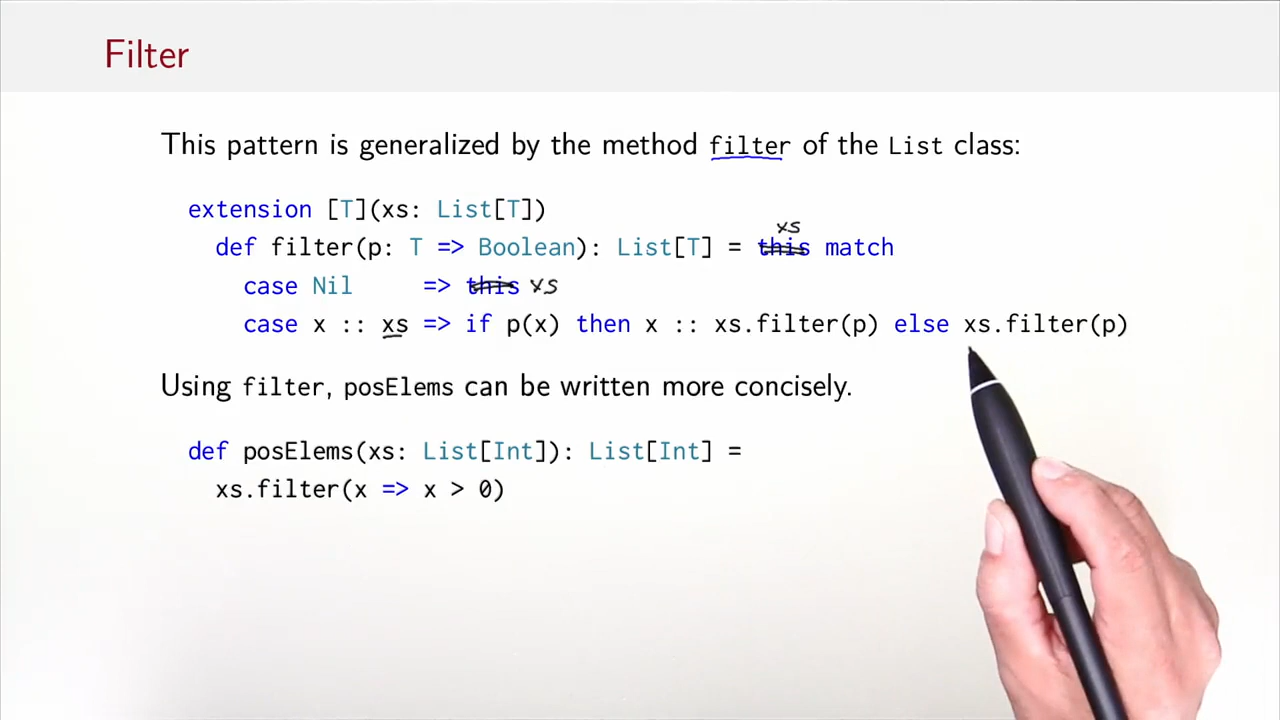 Filter
This pattern is generalized by the method filter of the List class:
extension [T](xs: List[T])
xs
def filter(p: T => Boolean): List[T] = this match
case Nil => this xs
case x :: xs => if p(x) then x :: xs.filter(p) else xs.filter(p)
Using filter, posElems can be written more concisely.
def posElems(xs: List[Int]): List[Int] =
xs.filter(x => x > 0)